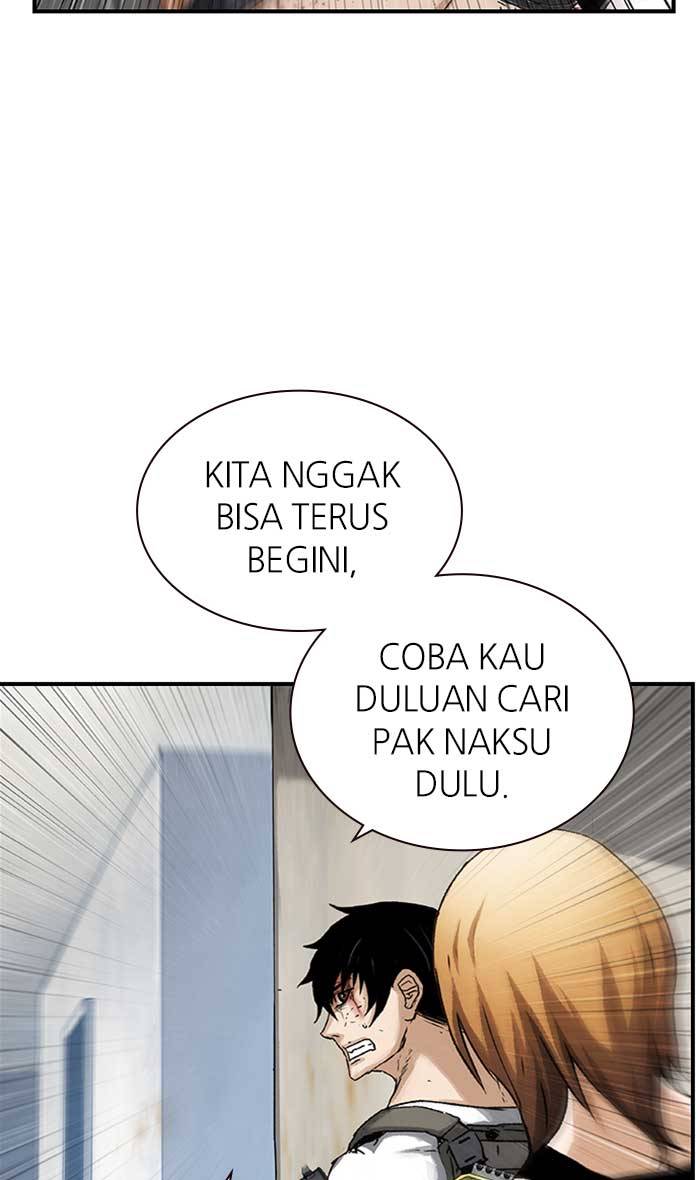 KITA NGGAK
BISA TERUS
BEGINI,
COBA KAU
DULUAN CARI
PAK NAKSU
DULU.